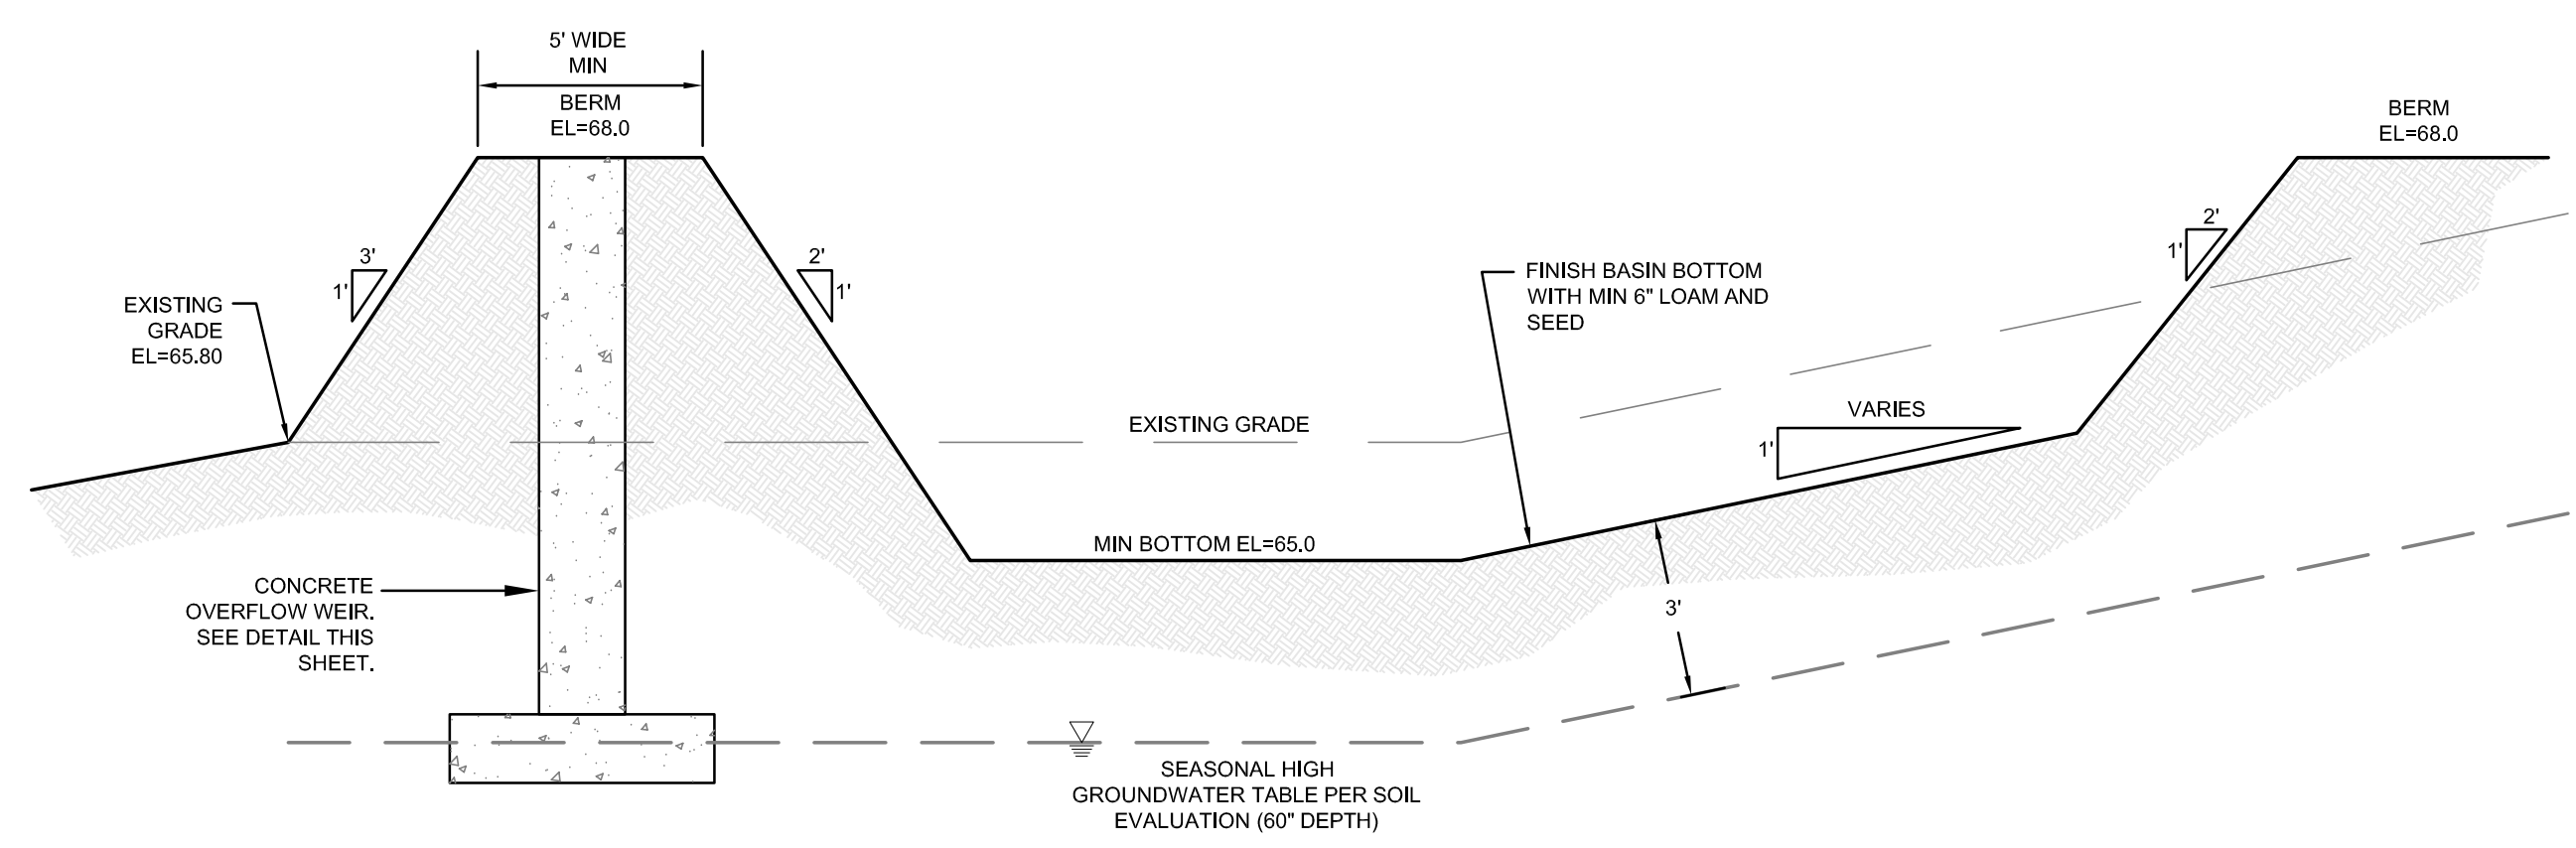 5' WIDE
MIN
BERM
EL=68.0
BERM
EL=68.0
3'
1'
2'
1'
2'
1'
EXISTING
GRADE
EL=65.80
FINISH BASIN BOTTOM
WITH MIN 6" LOAM AND
SEED
EXISTING GRADE
VARIES
1'
MIN BOTTOM EL=65.0
CONCRETE
OVERFLOW WEIR.
SEE DETAIL THIS
SHEET.
3'
SEASONAL HIGH
GROUNDWATER TABLE PER SOIL
EVALUATION (60" DEPTH)